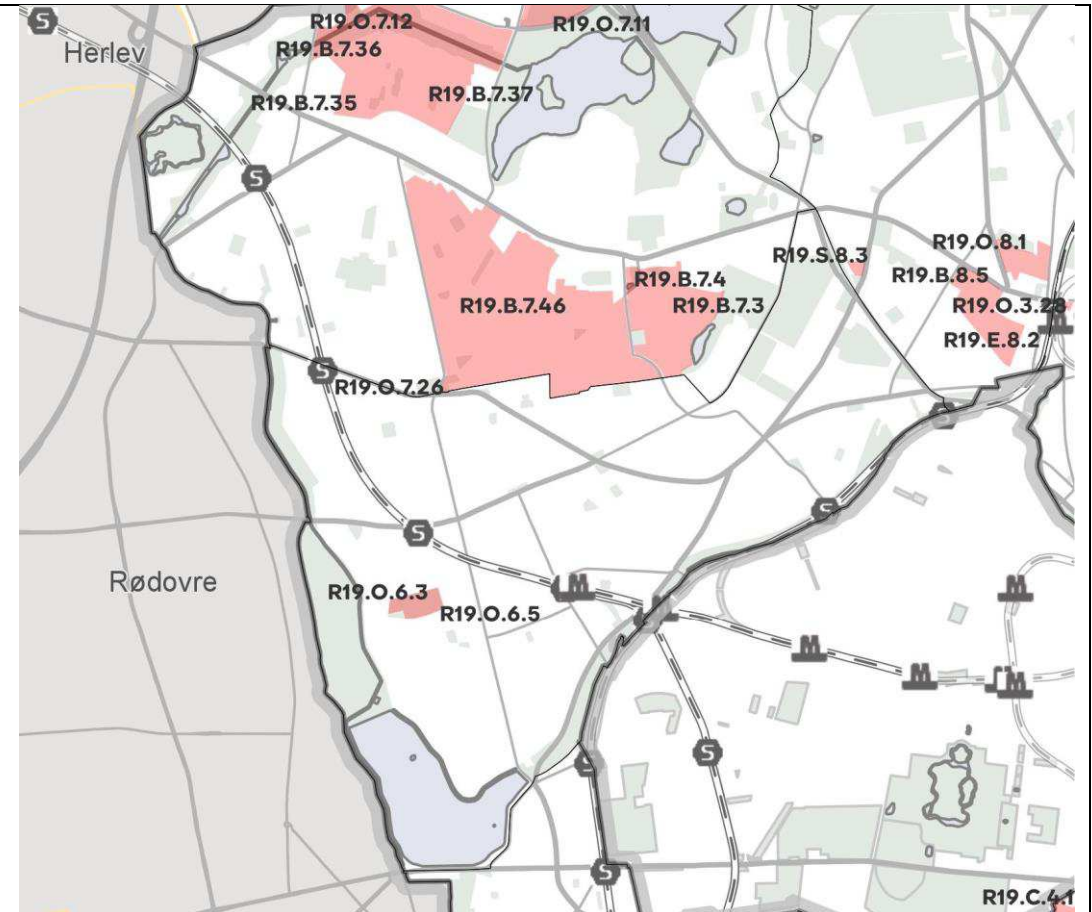 R19.O.7.12
R19.O.7.11
Herlev
R19.B.7.36
R19.B.7.35
R19.B.7.37
S
S
R19.O.8.1
R19.S.8.3
R19.B.8.5
R19.B.7.4
R19.B.7.46
R19.B.7.3
R19.O.3.28
M
R19.E.8.2
S
R19.O.7.26
S
S
S
Rødovre
R19.O.6.3
M
M
R19.O.6.5
M
M
M
S
S
S
R19.C.4.1